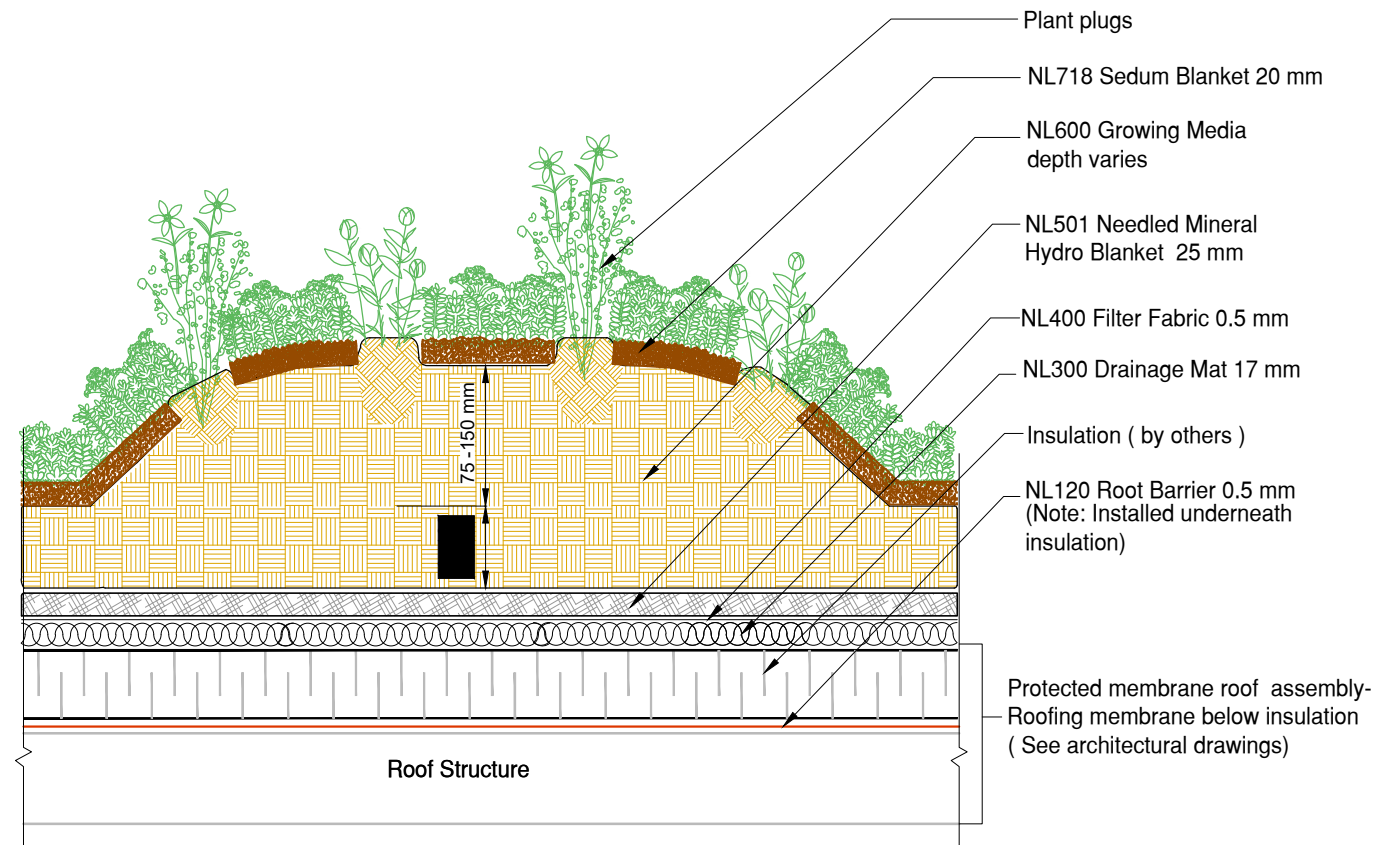 Plant plugs
NL718 Sedum Blanket 20 mm
NL600 Growing Media
depth varies
NL501 Needled Mineral
Hydro Blanket 25 mm
NL400 Filter Fabric 0.5 mm
NL300 Drainage Mat 17 mm
Insulation ( by others )
NL120 Root Barrier 0.5 mm
(Note: Installed underneath
insulation)
75 -150 mm
Protected membrane roof assembly-
Roofing membrane below insulation
( See architectural drawings)
Roof Structure